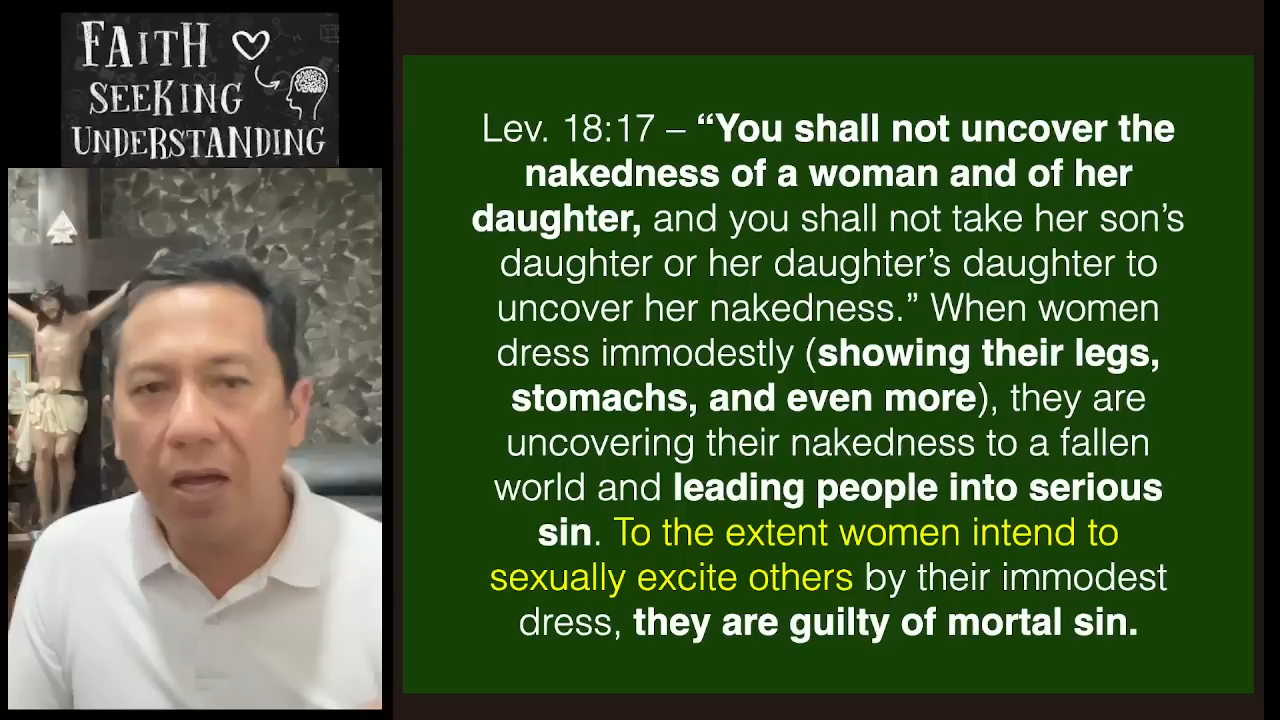 FAITH
SEEKING
UNDERSTANDING
Lev. 18:17 – “You shall not uncover the
nakedness of a woman and of her
daughter, and you shall not take her son’s
daughter or her daughter’s daughter to
uncover her nakedness.” When women
dress immodestly (showing their legs,
stomachs, and even more), they are
uncovering their nakedness to a fallen
world and leading people into serious
sin. To the extent women intend to
sexually excite others by their immodest
dress, they are guilty of mortal sin.